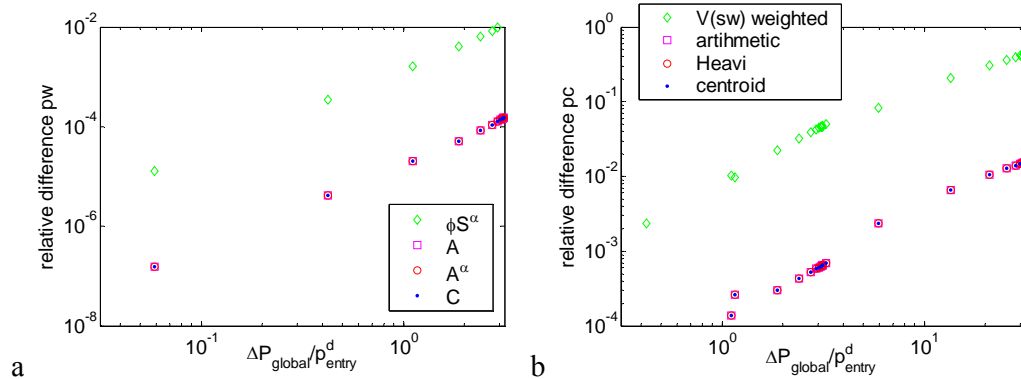 10^-2
10^-4
10^-6
10^-8
relative difference pw
10^-1
10^0
ΔP_global/p^d_entry
ϕS^α
A
A^α
C
a
10^0
10^-1
10^-2
10^-3
10^-4
relative difference pc
10^0
10^1
ΔP_global/p^d_entry
V(sw) weighted
artihmetic
Heavi
centroid
b